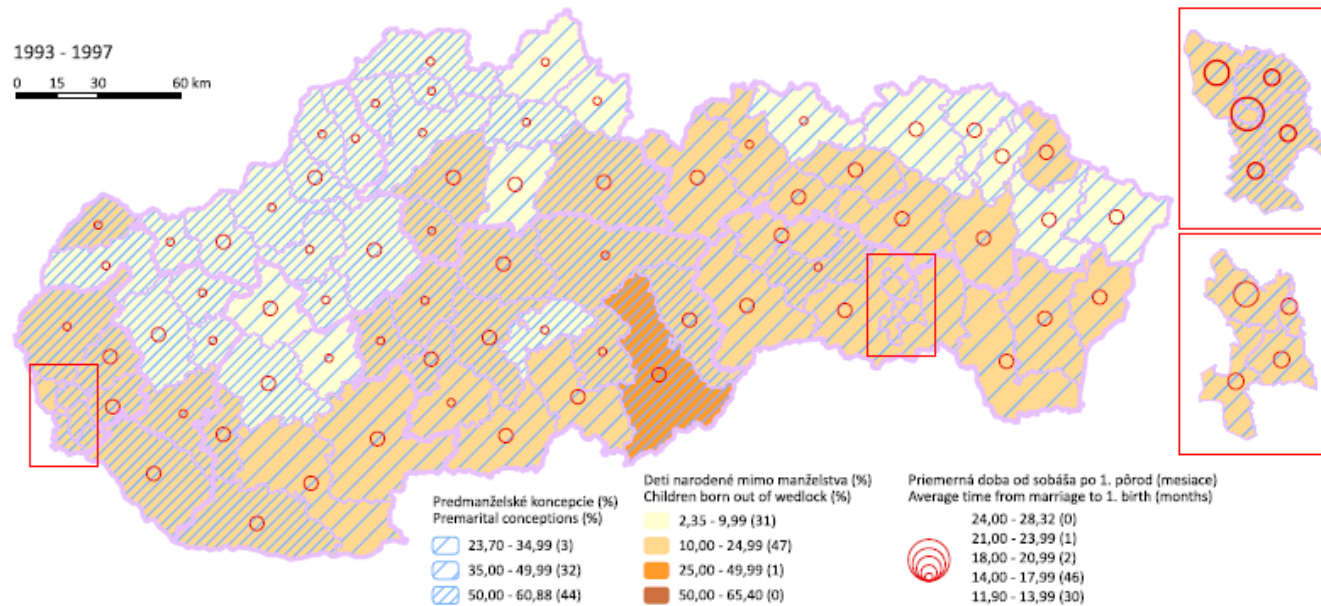 1993 - 1997
0 15 30 60 km
Predmanželské koncepcie (%)
Premarital conceptions (%)
23,70 - 34,99 (3)
35,00 - 49,99 (32)
50,00 - 60,88 (44)
Deti narodené mimo manželstva (%)
Children born out of wedlock (%)
2,35 - 9,99 (31)
10,00 - 24,99 (47)
25,00 - 49,99 (1)
50,00 - 65,40 (0)
Priemerná doba od sobáša po 1. pôrod (mesiace)
Average time from marriage to 1. birth (months)
24,00 - 28,32 (0)
21,00 - 23,99 (1)
18,00 - 20,99 (2)
14,00 - 17,99 (46)
11,90 - 13,99 (30)